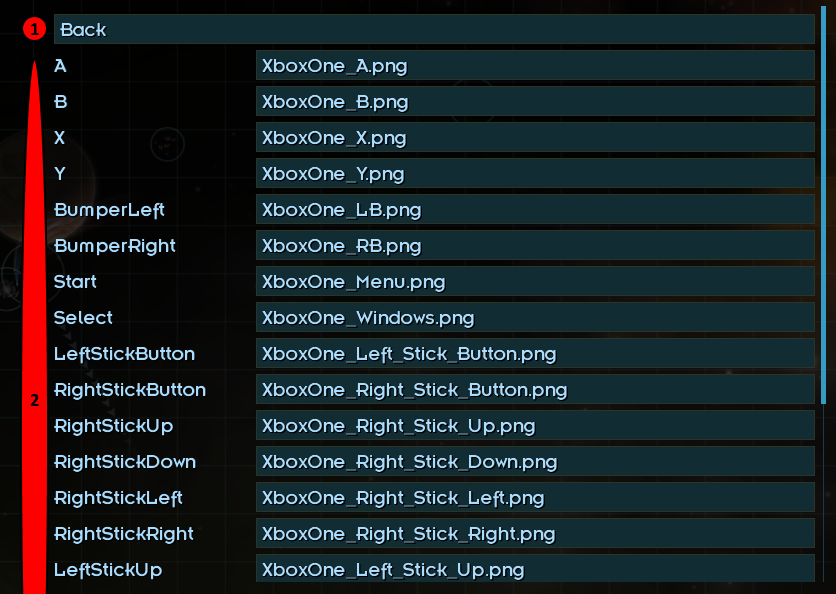 1 Back
A XboxOne_A.png
B XboxOne_B.png
X XboxOne_X.png
Y XboxOne_Y.png
BumperLeft XboxOne_LB.png
BumperRight XboxOne_RB.png
Start XboxOne_Menu.png
Select XboxOne_Windows.png
LeftStickButton XboxOne_Left_Stick_Button.png
2 RightStickButton XboxOne_Right_Stick_Button.png
RightStickUp XboxOne_Right_Stick_Up.png
RightStickDown XboxOne_Right_Stick_Down.png
RightStickLeft XboxOne_Right_Stick_Left.png
RightStickRight XboxOne_Right_Stick_Right.png
LeftStickUp XboxOne_Left_Stick_Up.png